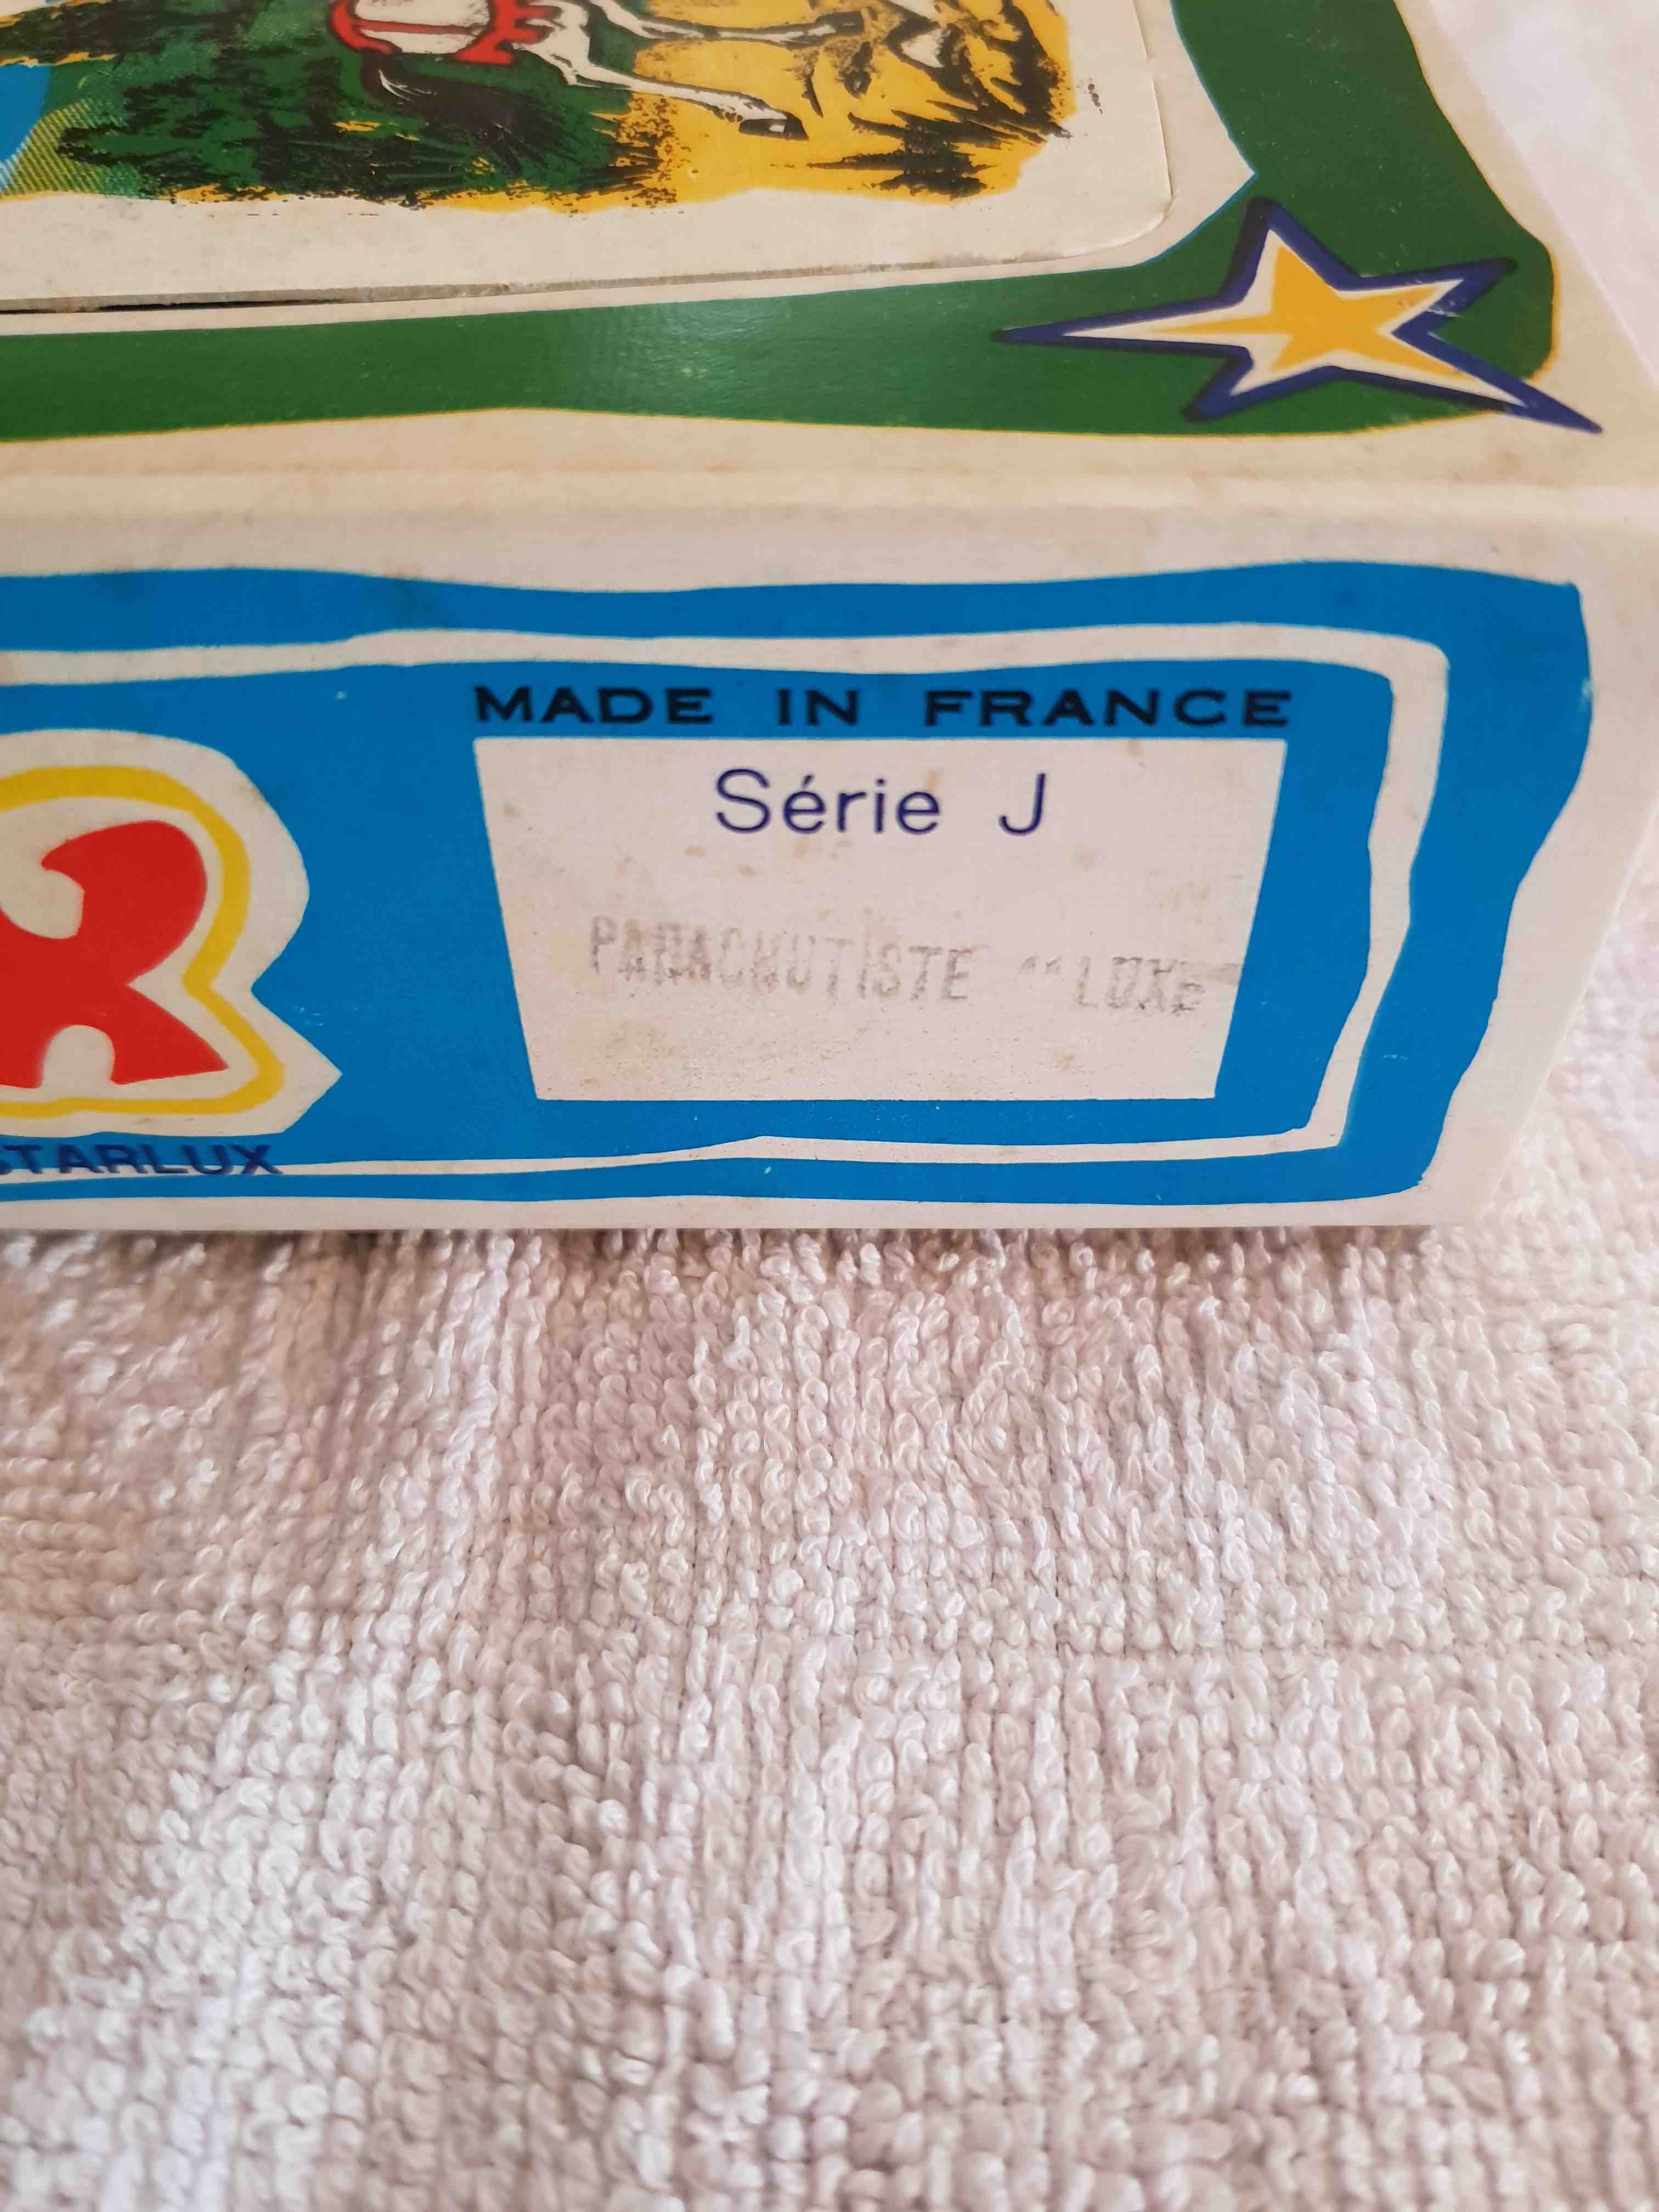 MADE IN FRANCE
Série J
PARACHUTISTE "LUXE
X
STARLUX